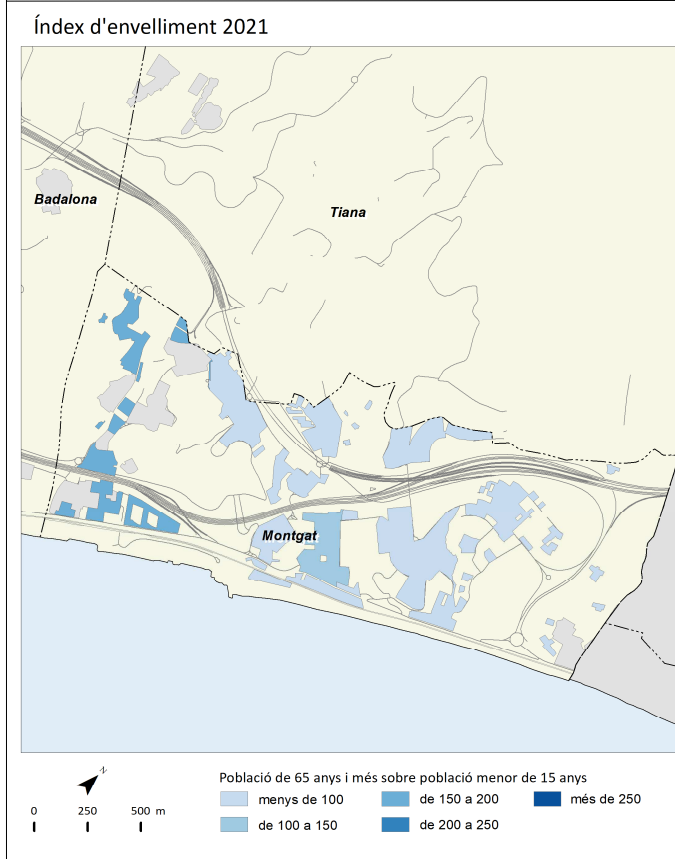 Índex d'envelliment 2021
Badalona
Tiana
Montgat
N
0 250 500 m
Població de 65 anys i més sobre població menor de 15 anys
menys de 100
de 150 a 200
més de 250
de 100 a 150
de 200 a 250